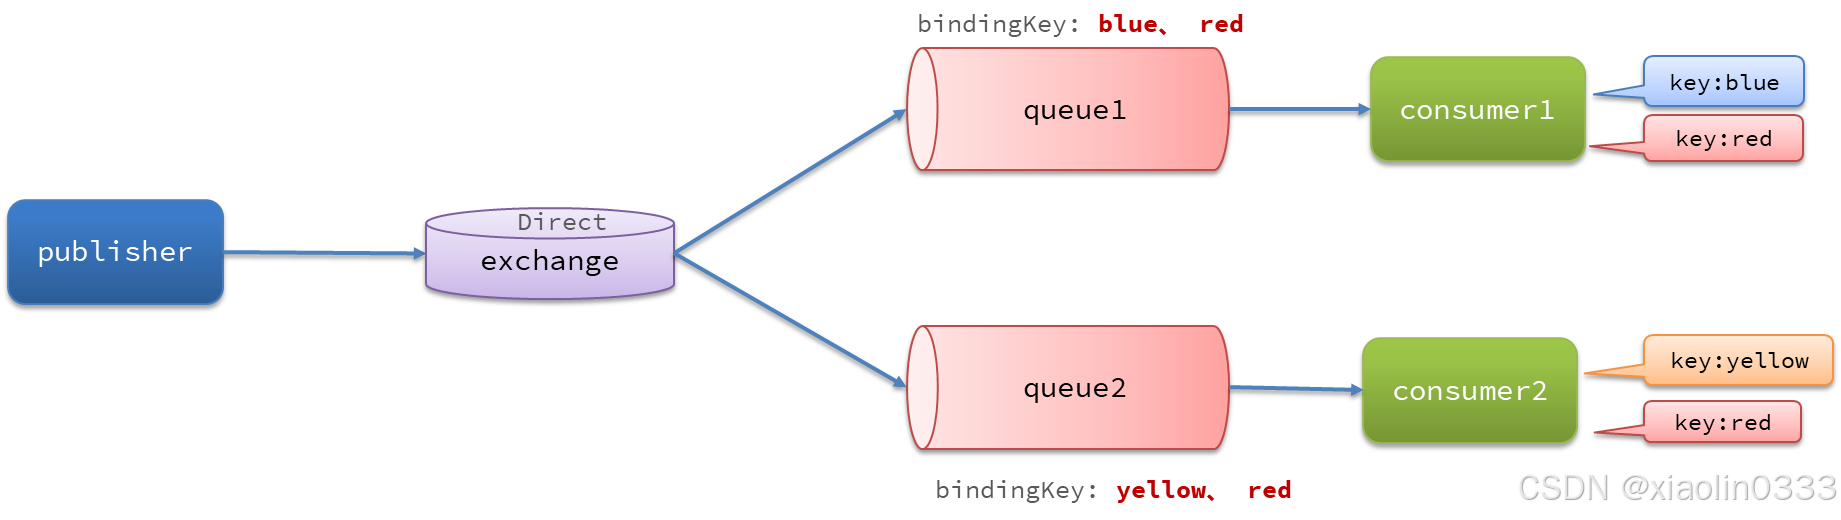 bindingKey: blue、 red
queue1
consumer1
key:blue
key:red
publisher
Direct
exchange
queue2
consumer2
key:yellow
key:red
bindingKey: yellow、 red
CSDN @xiaolin0333